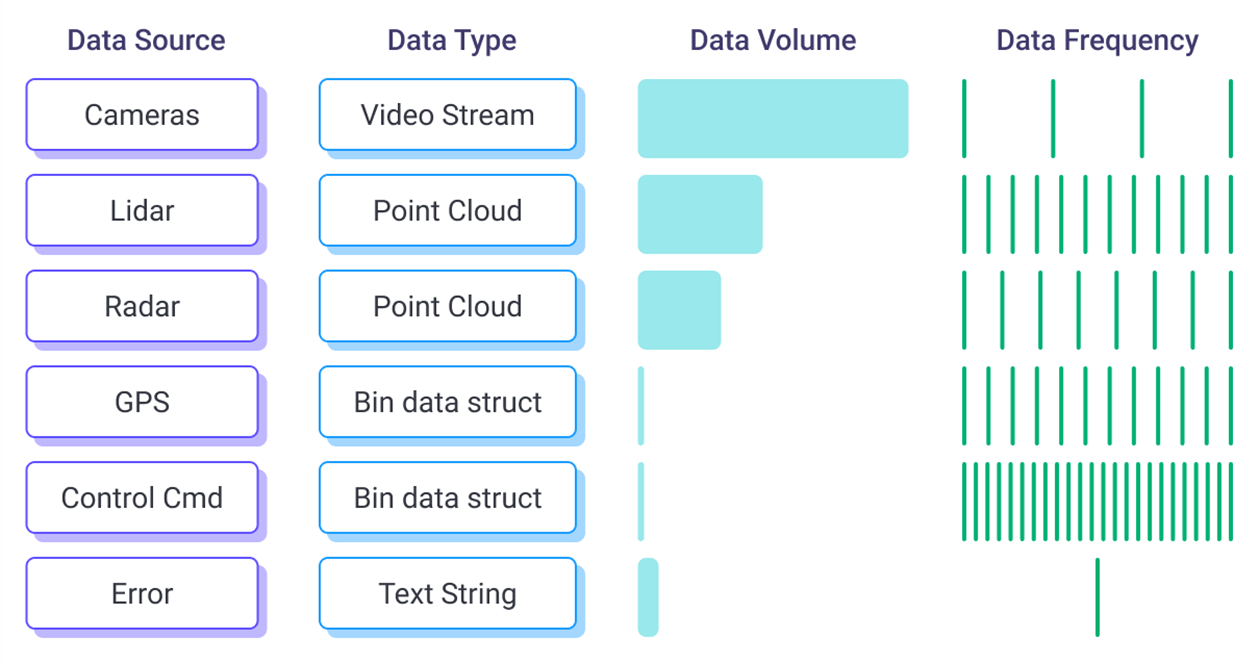 Data Source Data Type Data Volume Data Frequency
Cameras Video Stream
Lidar Point Cloud
Radar Point Cloud
GPS Bin data struct
Control Cmd Bin data struct
Error Text String